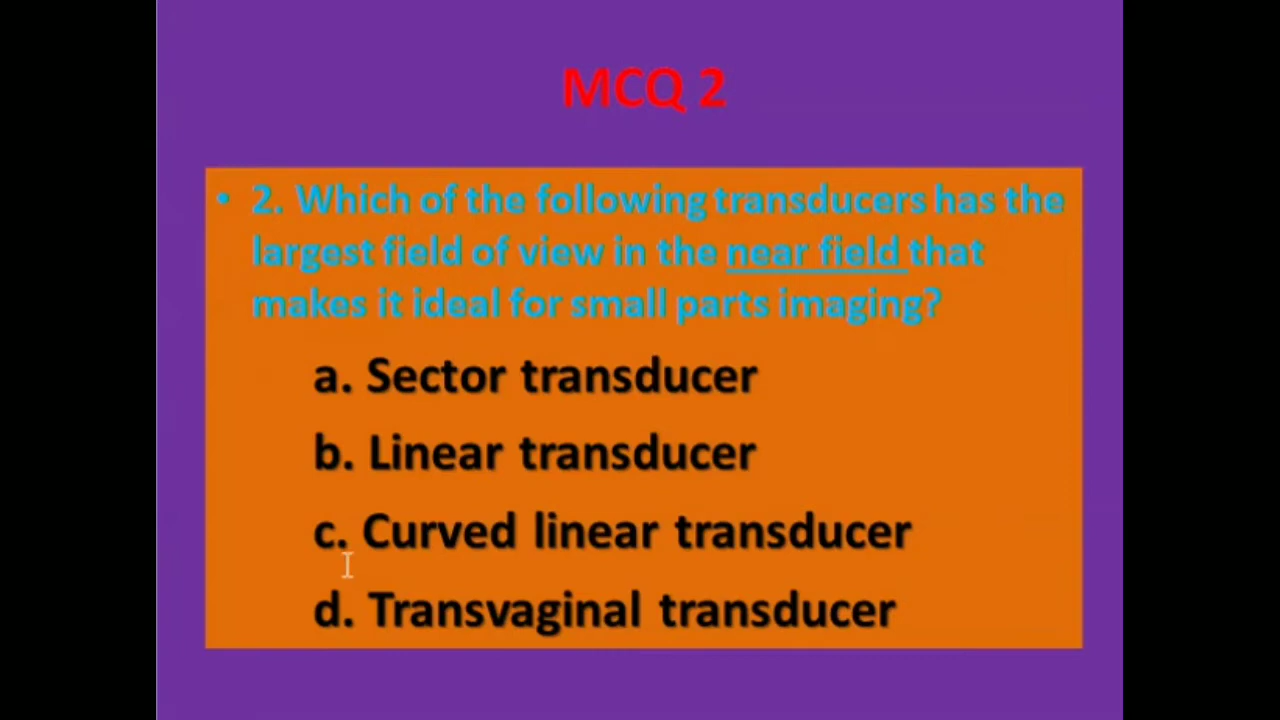 MCQ 2
• 2. Which of the following transducers has the
largest field of view in the near field that
makes it ideal for small parts imaging?
a. Sector transducer
b. Linear transducer
c. Curved linear transducer
d. Transvaginal transducer